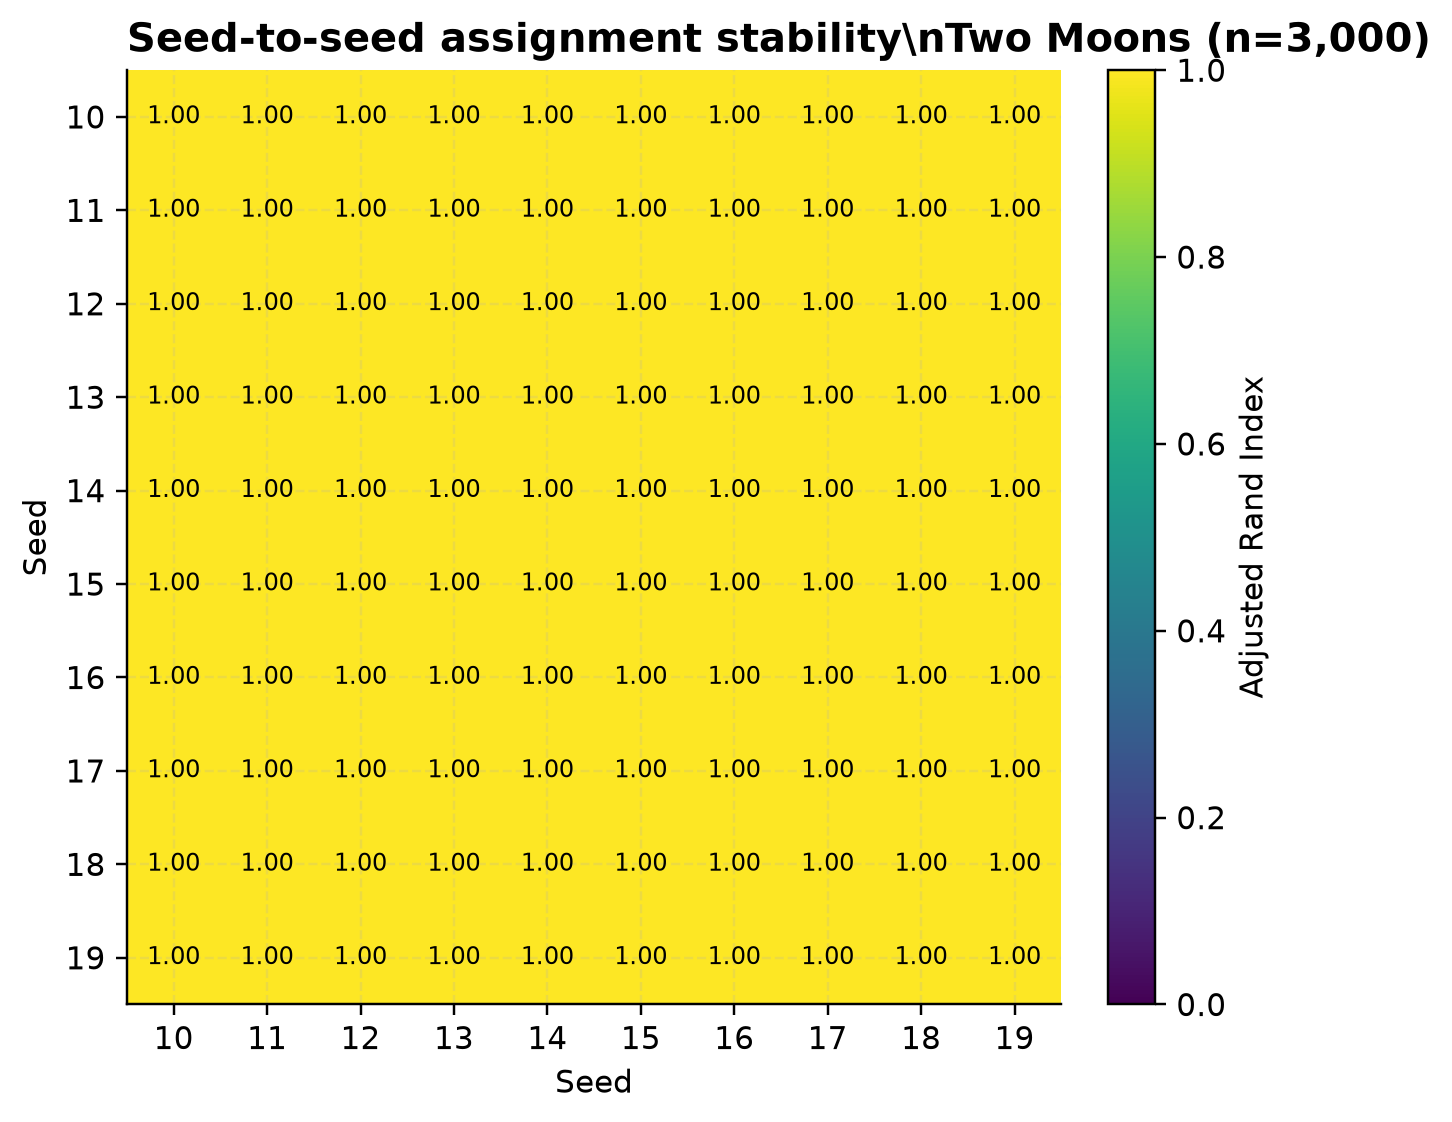 Seed-to-seed assignment stability\nTwo Moons (n=3,000)
10 1.00 1.00 1.00 1.00 1.00 1.00 1.00 1.00 1.00 1.00
11 1.00 1.00 1.00 1.00 1.00 1.00 1.00 1.00 1.00 1.00
12 1.00 1.00 1.00 1.00 1.00 1.00 1.00 1.00 1.00 1.00
13 1.00 1.00 1.00 1.00 1.00 1.00 1.00 1.00 1.00 1.00
14 1.00 1.00 1.00 1.00 1.00 1.00 1.00 1.00 1.00 1.00
15 1.00 1.00 1.00 1.00 1.00 1.00 1.00 1.00 1.00 1.00
16 1.00 1.00 1.00 1.00 1.00 1.00 1.00 1.00 1.00 1.00
17 1.00 1.00 1.00 1.00 1.00 1.00 1.00 1.00 1.00 1.00
18 1.00 1.00 1.00 1.00 1.00 1.00 1.00 1.00 1.00 1.00
19 1.00 1.00 1.00 1.00 1.00 1.00 1.00 1.00 1.00 1.00
10 11 12 13 14 15 16 17 18 19
Seed
Seed
1.0
0.8
0.6
0.4
0.2
0.0
Adjusted Rand Index